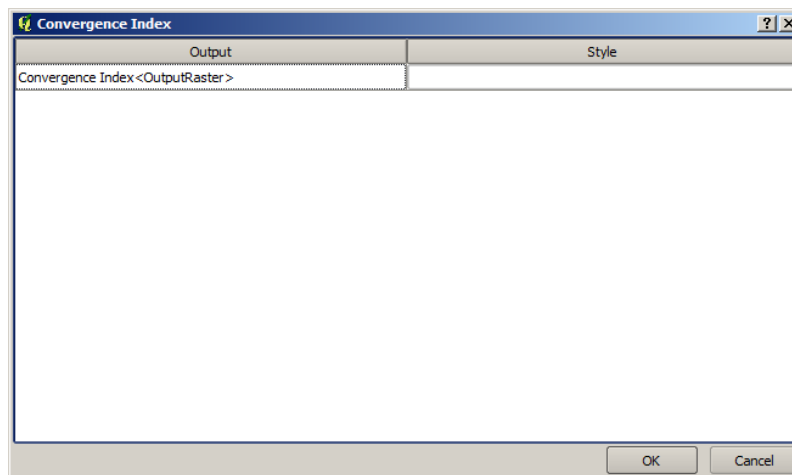 Convergence Index
Output Style
Convergence Index<OutputRaster>
OK Cancel